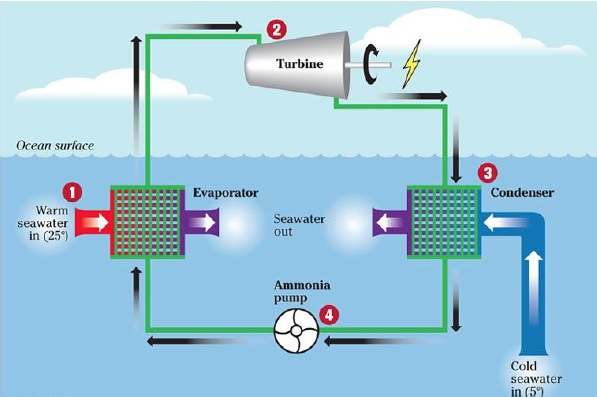 2
Turbine
Ocean surface
3
1
Evaporator
Condenser
Warm
seawater
in (25°)
Seawater
out
Ammonia
pump
4
Cold
seawater
in (5°)